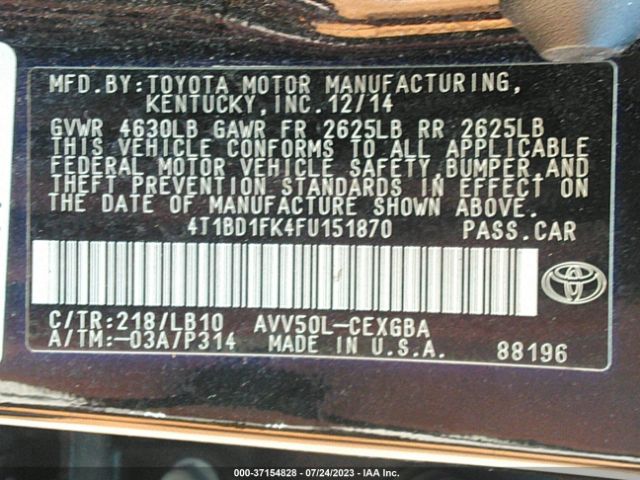 MFD.BY:TOYOTA MOTOR MANUFACTURING,
KENTUCKY,INC.12/14
GVWR 4630LB GAWR FR 2625LB RR 2625LB
THIS VEHICLE CONFORMS TO ALL APPLICABLE
FEDERAL MOTOR VEHICLE SAFETY,BUMPER,AND
THEFT PREVENTION STANDARDS IN EFFECT ON
THE DATE OF MANUFACTURE SHOWN ABOVE.
4T1BD1FK4FU151870 PASS.CAR
C/TR:218/LB10 AVV50L-CEXGBA
A/TM:-03A/P314 MADE IN U.S.A. 88196
000-37154828 - 07/24/2023 - IAA Inc.